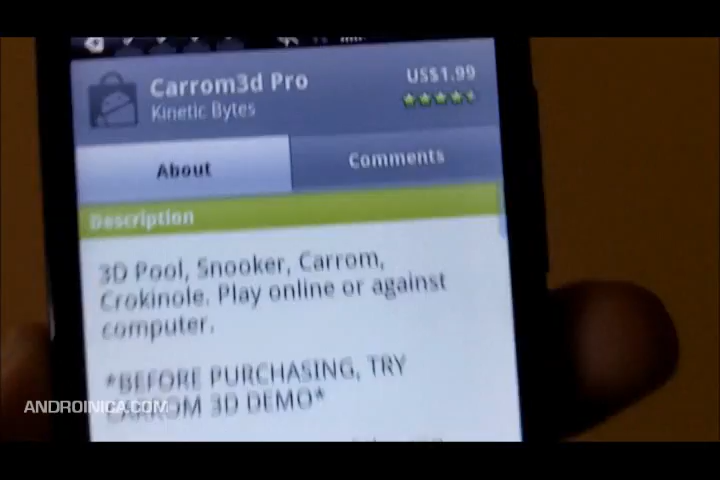 Carrom3d Pro
US$1.99
Kinetic Bytes
About
Comments
Description
3D Pool, Snooker, Carrom,
Crokinole. Play online or against
computer.
*BEFORE PURCHASING, TRY
CARROM 3D DEMO*
ANDROINICA.COM